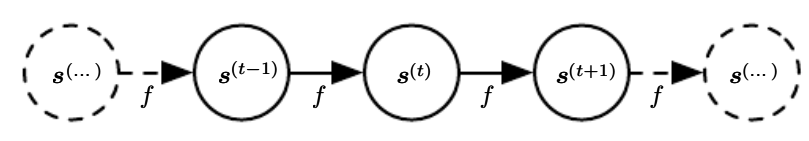 s^(...) s^(t−1) s^(t) s^(t+1) s^(...)
f f f f